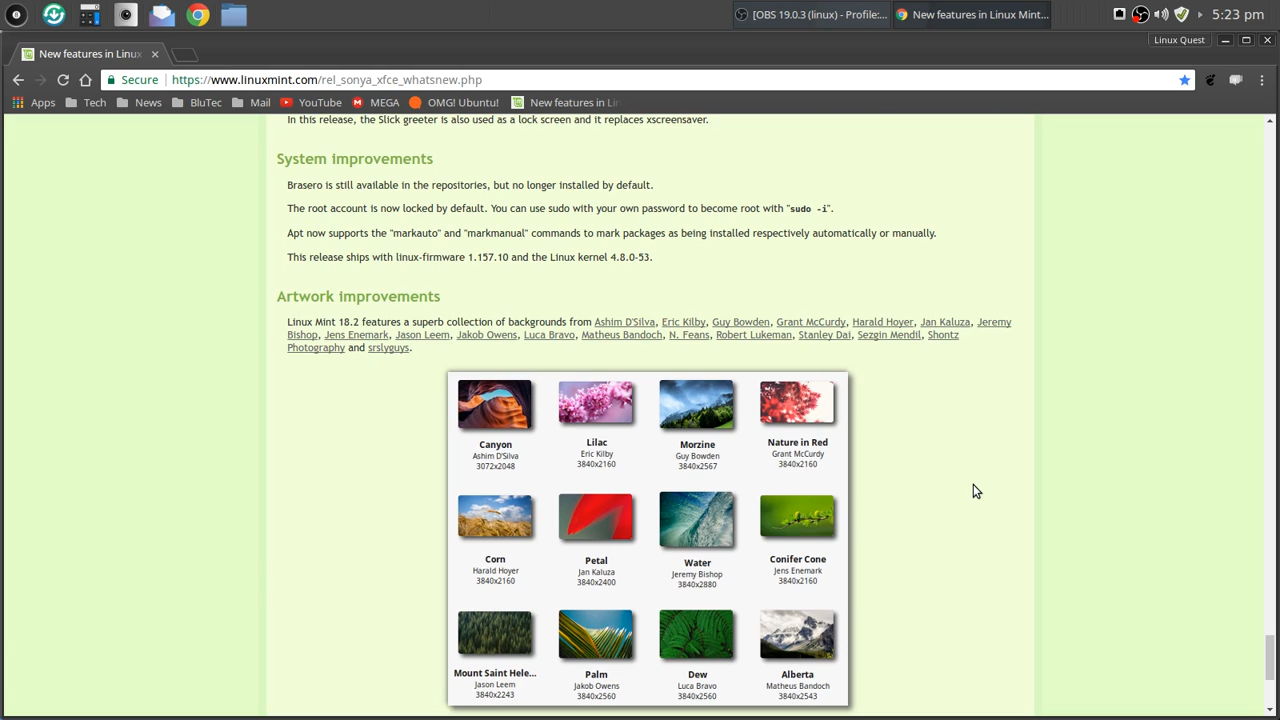 [OBS 19.0.3 (linux) - Profile:...
New features in Linux Mint...
5:23 pm
New features in Linux
Linux Quest
Secure
https://www.linuxmint.com/rel_sonya_xfce_whatsnew.php
Apps Tech News BluTec Mail YouTube MEGA OMG! Ubuntu! New features in Lin
In this release, the Slick greeter is also used as a lock screen and it replaces xscreensaver.
System improvements
Brasero is still available in the repositories, but no longer installed by default.
The root account is now locked by default. You can use sudo with your own password to become root with "sudo -i".
Apt now supports the "markauto" and "markmanual" commands to mark packages as being installed respectively automatically or manually.
This release ships with linux-firmware 1.157.10 and the Linux kernel 4.8.0-53.
Artwork improvements
Linux Mint 18.2 features a superb collection of backgrounds from Ashim D'Silva, Eric Kilby, Guy Bowden, Grant McCurdy, Harald Hoyer, Jan Kaluza, Jeremy
Bishop, Jens Enemark, Jason Leem, Jakob Owens, Luca Bravo, Matheus Bandoch, N. Feans, Robert Lukeman, Stanley Dai, Sezgin Mendil, Shontz
Photography and srslyguys.
Canyon
Ashim D'Silva
3072x2048
Lilac
Eric Kilby
3840x2160
Morzine
Guy Bowden
3840x2567
Nature in Red
Grant McCurdy
3840x2160
Corn
Harald Hoyer
3840x2160
Petal
Jan Kaluza
3840x2400
Water
Jeremy Bishop
3840x2880
Conifer Cone
Jens Enemark
3840x2160
Mount Saint Hele...
Jason Leem
3840x2243
Palm
Jakob Owens
3840x2560
Dew
Luca Bravo
3840x2560
Alberta
Matheus Bandoch
3840x2543